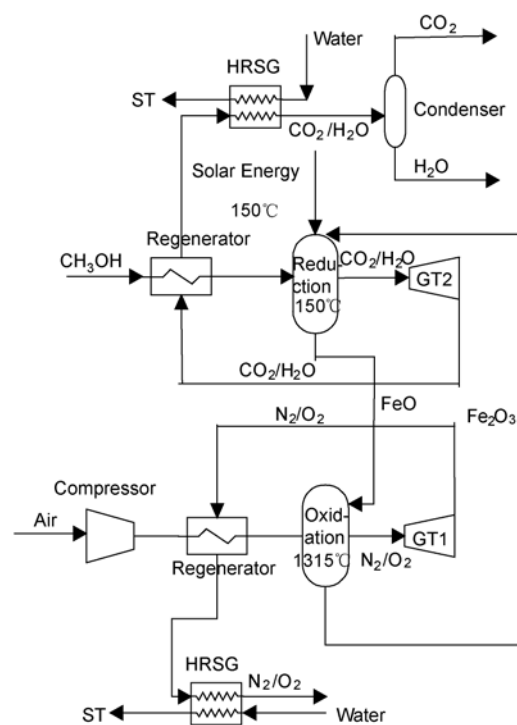 CO₂
Water
HRSG
ST
Condenser
CO₂/H₂O
H₂O
Solar Energy
150℃
Regenerator
CH₃OH
Redu-
ction
150℃
CO₂/H₂O
GT2
CO₂/H₂O
FeO
N₂/O₂
Fe₂O₃
Compressor
Air
Oxid-
ation
1315℃
GT1
N₂/O₂
Regenerator
HRSG
N₂/O₂
ST
Water